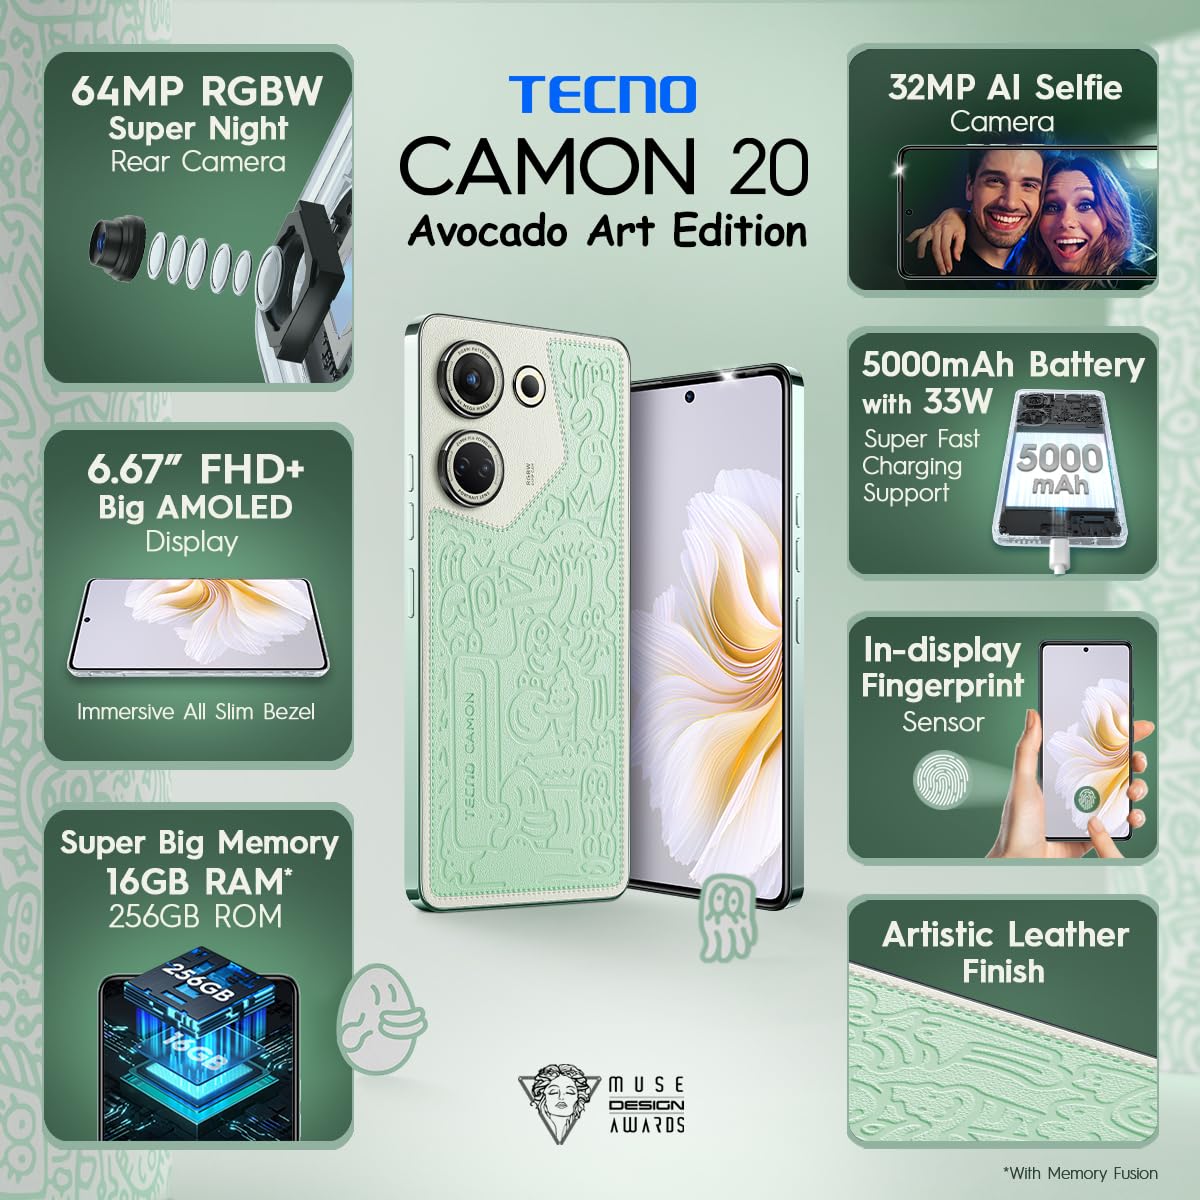 TECNO
CAMON 20
Avocado Art Edition
64MP RGBW
Super Night
Rear Camera
6.67” FHD+
Big AMOLED
Display
Immersive All Slim Bezel
Super Big Memory
16GB RAM*
256GB ROM
256GB
16GB
TECNO CAMON
RGBW
32MP AI Selfie
Camera
5000mAh Battery
with 33W
Super Fast
Charging
Support
5000
mAh
In-display
Fingerprint
Sensor
Artistic Leather
Finish
MUSE
DESIGN
AWARDS
*With Memory Fusion